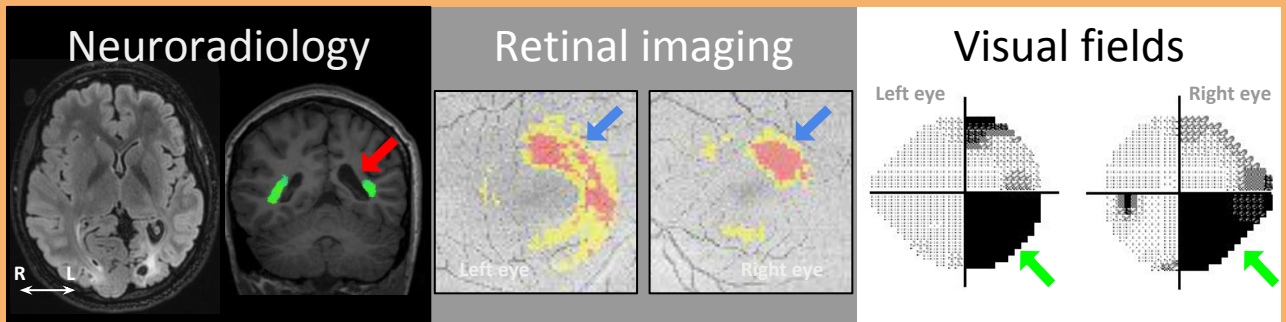 Neuroradiology
Retinal imaging
Visual fields
Left eye
Right eye
R L
Left eye
Right eye